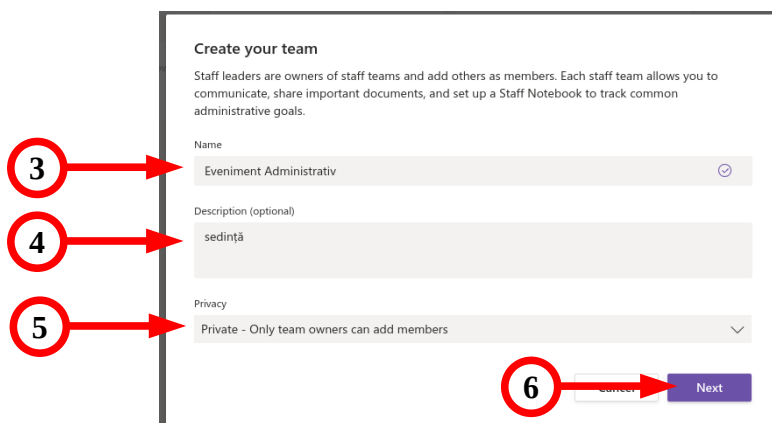 Create your team
Staff leaders are owners of staff teams and add others as members. Each staff team allows you to
communicate, share important documents, and set up a Staff Notebook to track common
administrative goals.
Name
3
Eveniment Administrativ
Description (optional)
4
sedință
Privacy
5
Private - Only team owners can add members
6
Next